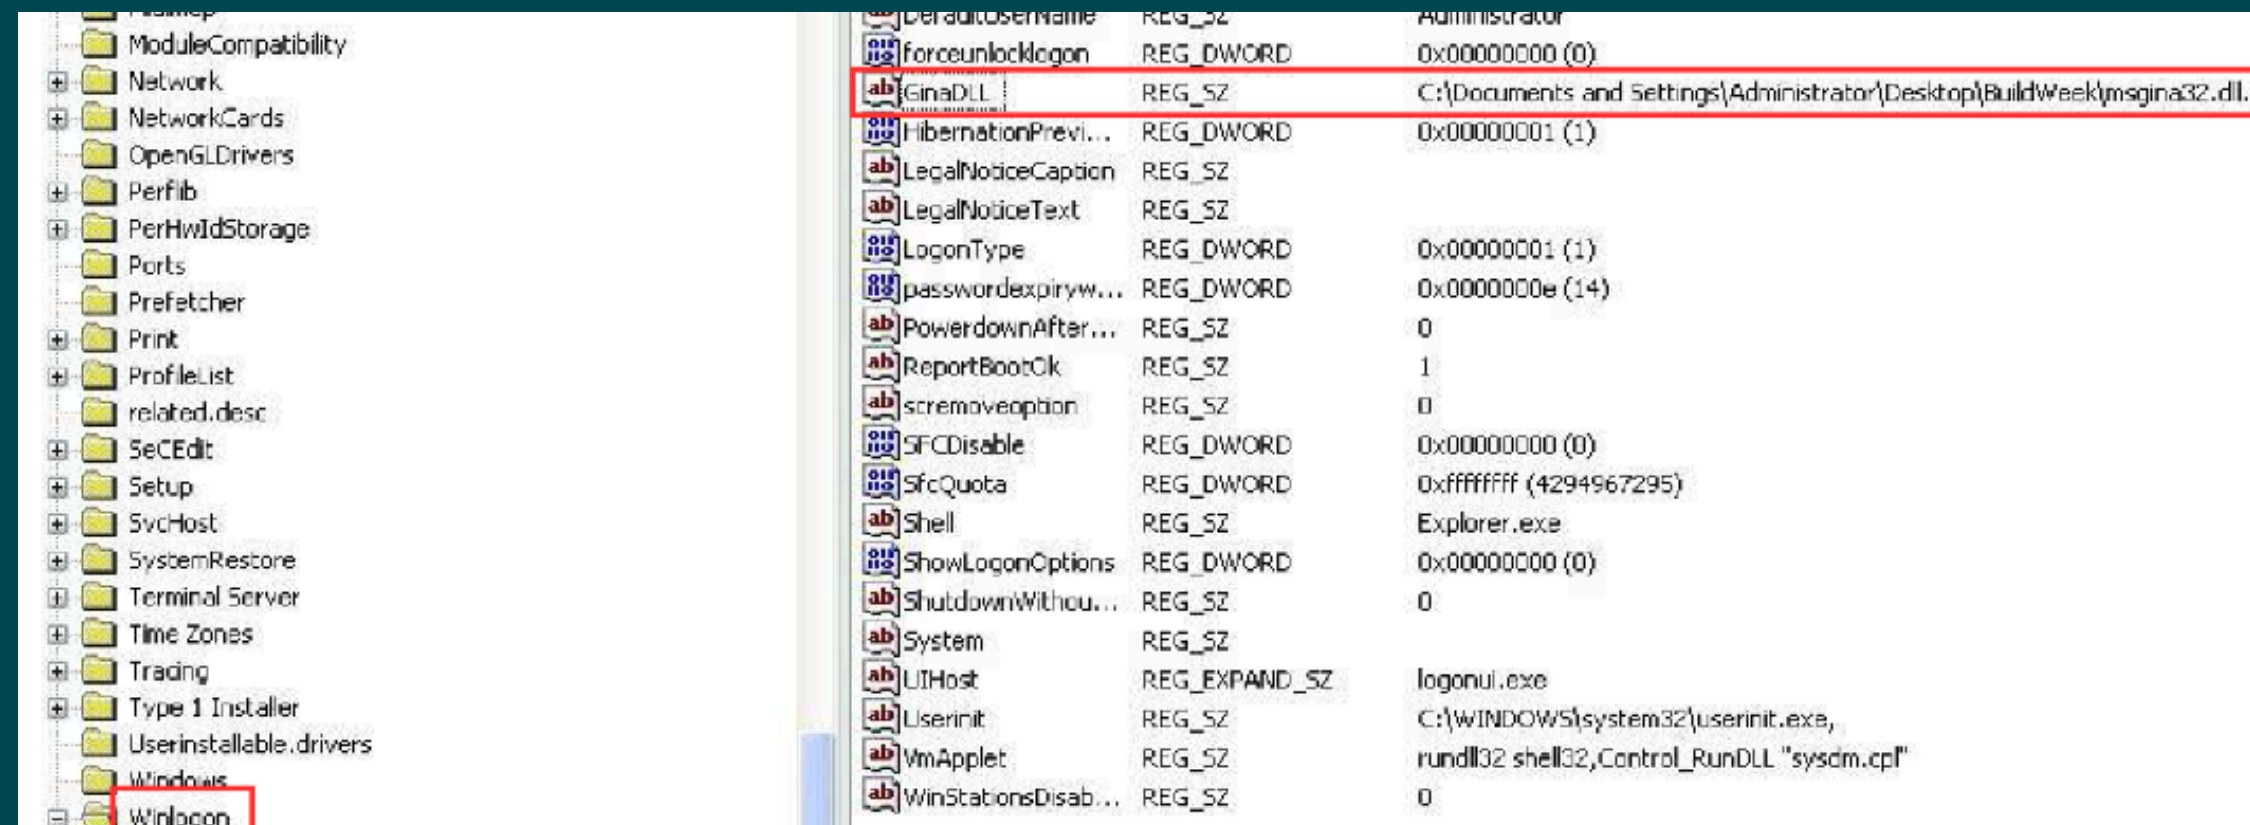 ModuleCompatibility
Network
NetworkCards
OpenGLDrivers
Perflib
PerHwIdStorage
Ports
Prefetcher
Print
ProfileList
related.desc
SeCEdit
Setup
SvcHost
SystemRestore
Terminal Server
Time Zones
Tracing
Type 1 Installer
Userinstallable.drivers
Windows
Winlogon
DefaultUserName REG_SZ Administrator
forceunlocklogon REG_DWORD 0x00000000 (0)
GinaDLL REG_SZ C:\Documents and Settings\Administrator\Desktop\BuildWeek\msgina32.dll.
HibernationPrevi... REG_DWORD 0x00000001 (1)
LegalNoticeCaption REG_SZ
LegalNoticeText REG_SZ
LogonType REG_DWORD 0x00000001 (1)
passwordexpiryw... REG_DWORD 0x0000000e (14)
PowerdownAfter... REG_SZ 0
ReportBootOk REG_SZ 1
scremoveoption REG_SZ 0
SFCDisable REG_DWORD 0x00000000 (0)
SfcQuota REG_DWORD 0xffffffff (4294967295)
Shell REG_SZ Explorer.exe
ShowLogonOptions REG_DWORD 0x00000000 (0)
ShutdownWithou... REG_SZ 0
System REG_SZ
UIHost REG_EXPAND_SZ logonui.exe
Userinit REG_SZ C:\WINDOWS\system32\userinit.exe,
VmApplet REG_SZ rundll32 shell32,Control_RunDLL "sysdm.cpl"
WinStationsDisab... REG_SZ 0